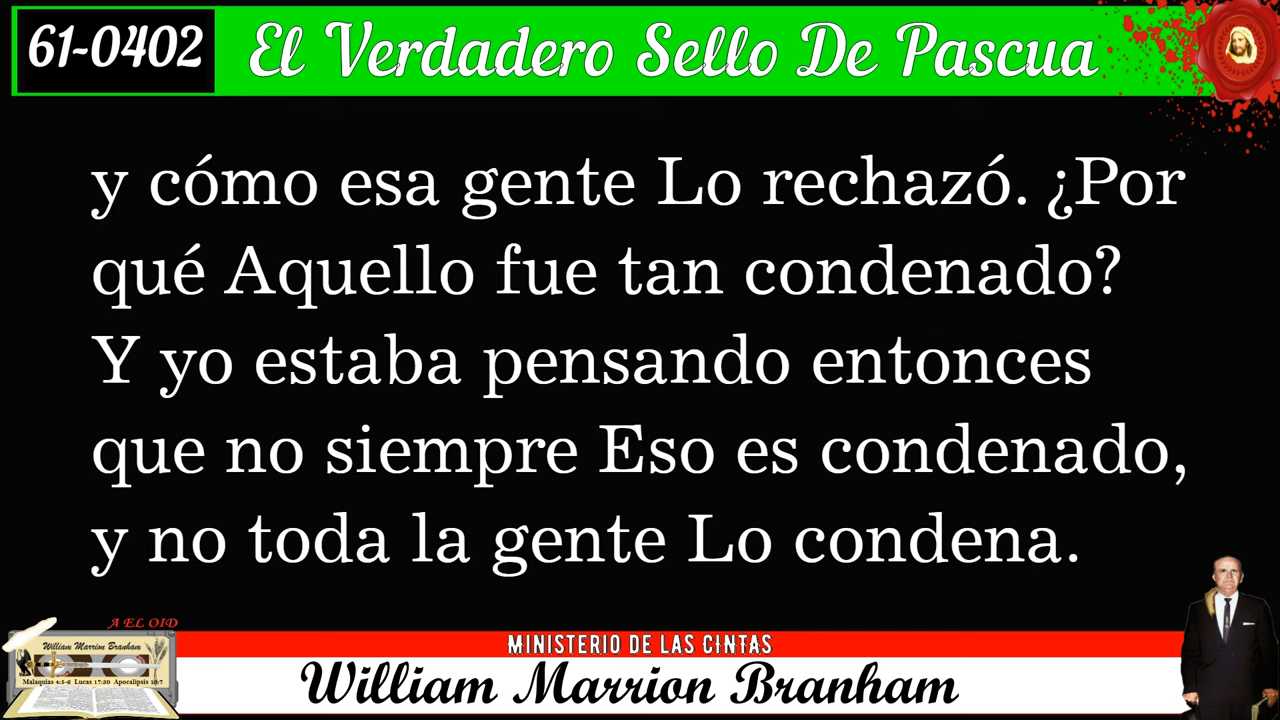 61-0402
El Verdadero Sello De Pascua
y cómo esa gente Lo rechazó. ¿Por
qué Aquello fue tan condenado?
Y yo estaba pensando entonces
que no siempre Eso es condenado,
y no toda la gente Lo condena.
A EL OID
William Marrion Branham
Malaquias 4:5-6 Lucas 17:30 Apocalipsis 10:7
MINISTERIO DE LAS CINTAS
William Marrion Branham